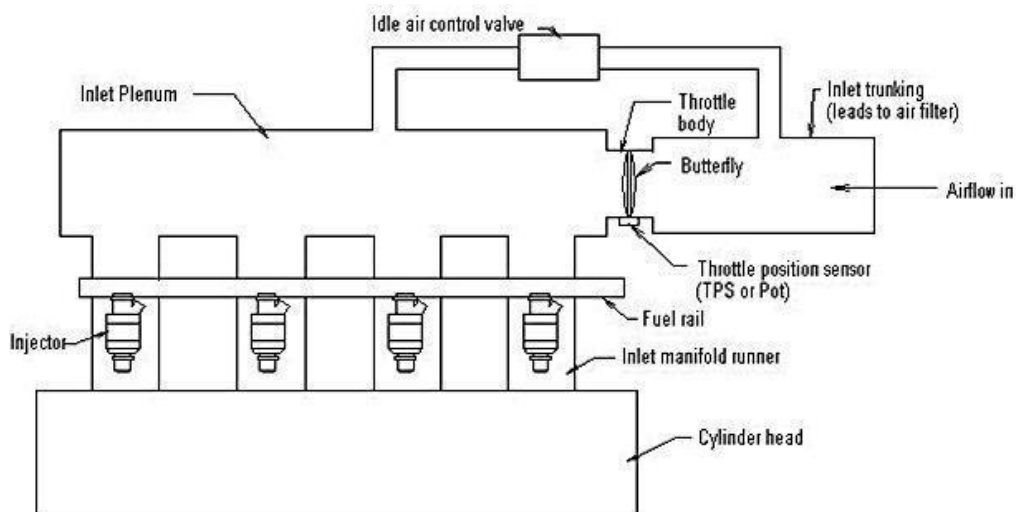 Idle air control valve
Inlet Plenum
Throttle
body
Inlet trunking
(leads to air filter)
Butterfly
Airflow in
Throttle position sensor
(TPS or Pot)
Fuel rail
Injector
Inlet manifold runner
Cylinder head